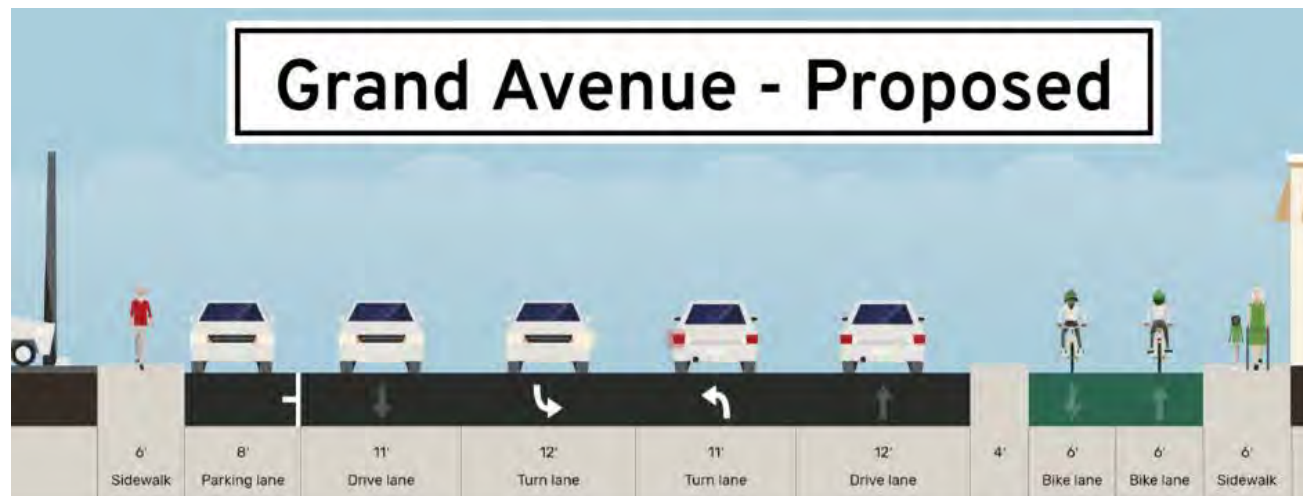 Grand Avenue - Proposed
6' 8' 11' 12' 11' 12' 4' 6' 6' 6'
Sidewalk Parking lane Drive lane Turn lane Turn lane Drive lane Bike lane Bike lane Sidewalk